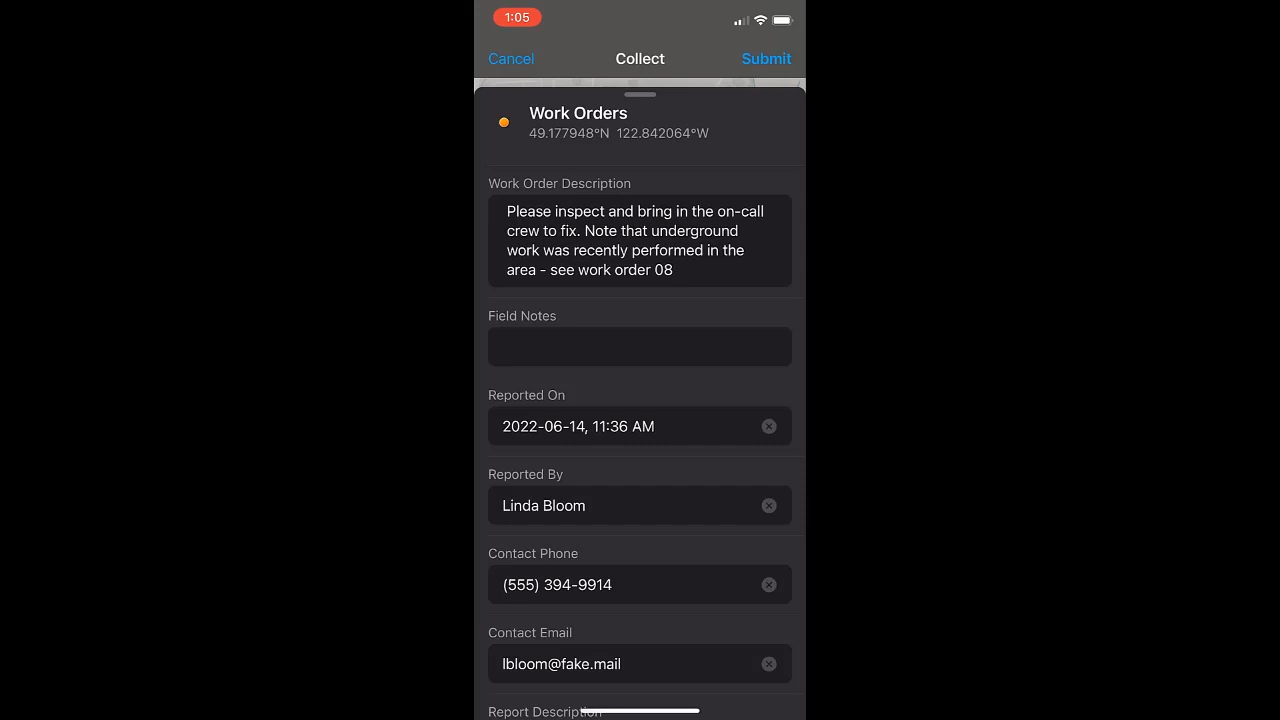 1:05
Cancel Collect Submit
Work Orders
49.177948°N 122.842064°W
Work Order Description
Please inspect and bring in the on-call
crew to fix. Note that underground
work was recently performed in the
area - see work order 08
Field Notes
Reported On
2022-06-14, 11:36 AM
Reported By
Linda Bloom
Contact Phone
(555) 394-9914
Contact Email
lbloom@fake.mail
Report Description